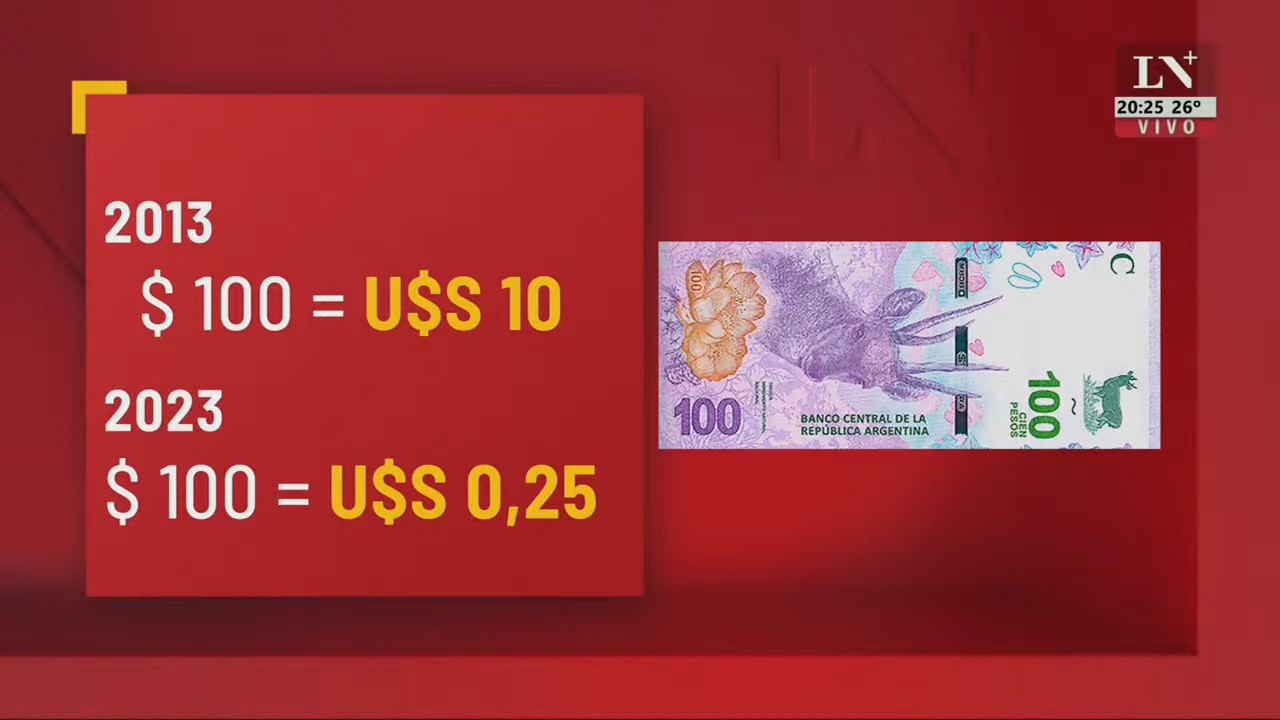 LN+
20:25 26°
VIVO
2013
$ 100 = U$S 10
2023
$ 100 = U$S 0,25
100
100
BANCO CENTRAL DE LA
REPÚBLICA ARGENTINA
100
CIEN
PESOS